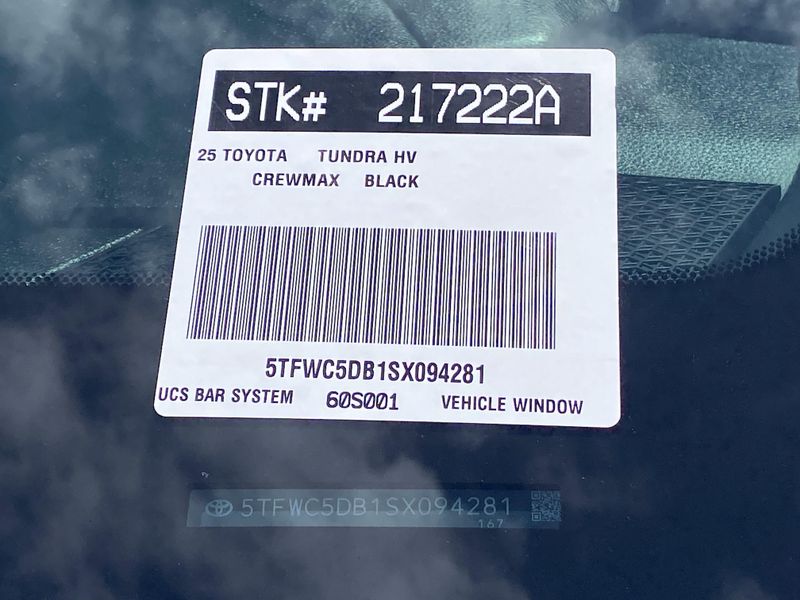 STK# 217222A
25 TOYOTA TUNDRA HV
CREWMAX BLACK
5TFWC5DB1SX094281
UCS BAR SYSTEM 60S001 VEHICLE WINDOW
5TFWC5DB1SX094281
167